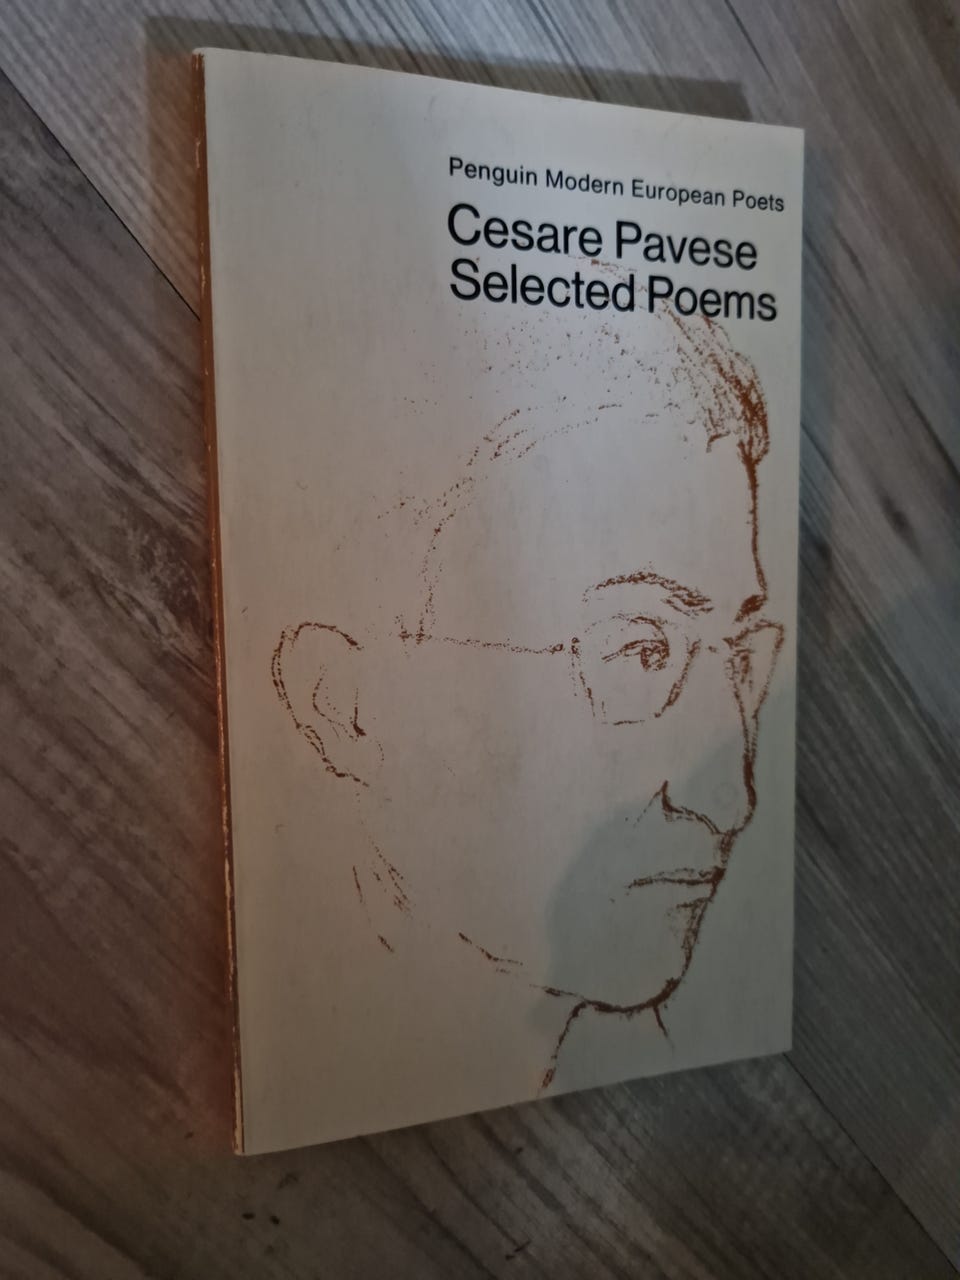 Penguin Modern European Poets
Cesare Pavese
Selected Poems